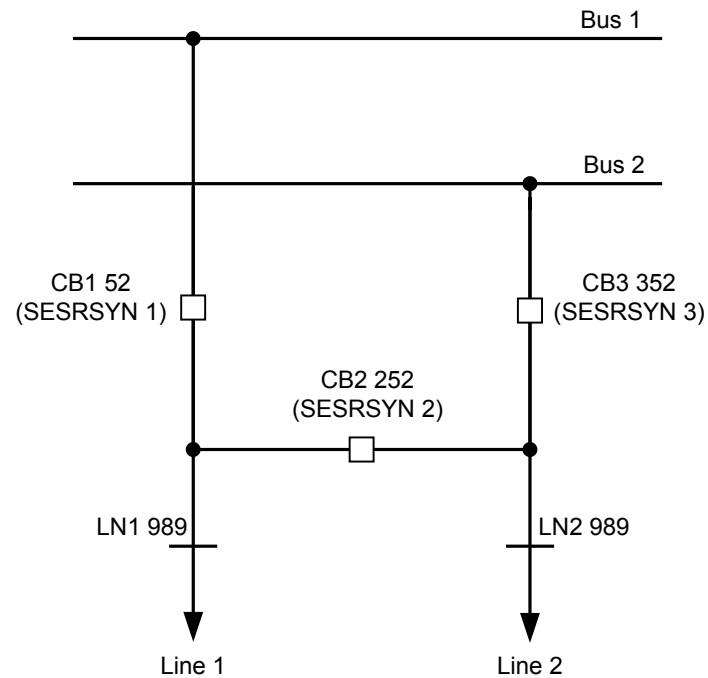 Bus 1
Bus 2
CB1 52
(SESRSYN 1)
CB3 352
(SESRSYN 3)
CB2 252
(SESRSYN 2)
LN1 989
LN2 989
Line 1
Line 2